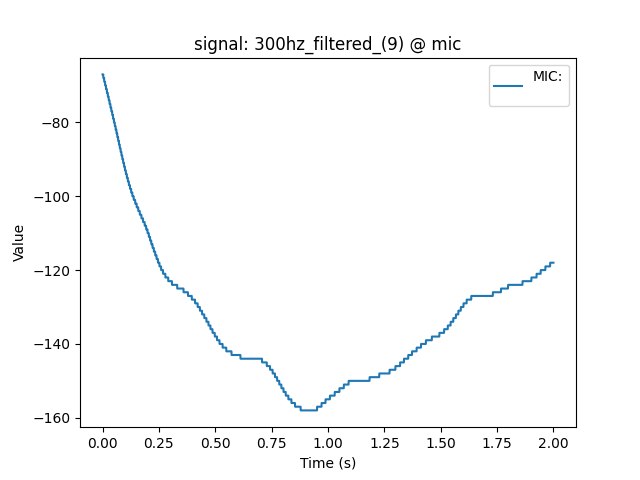 signal: 300hz_filtered_(9) @ mic
MIC:
−80
−100
−120
−140
−160
Value
0.00 0.25 0.50 0.75 1.00 1.25 1.50 1.75 2.00
Time (s)